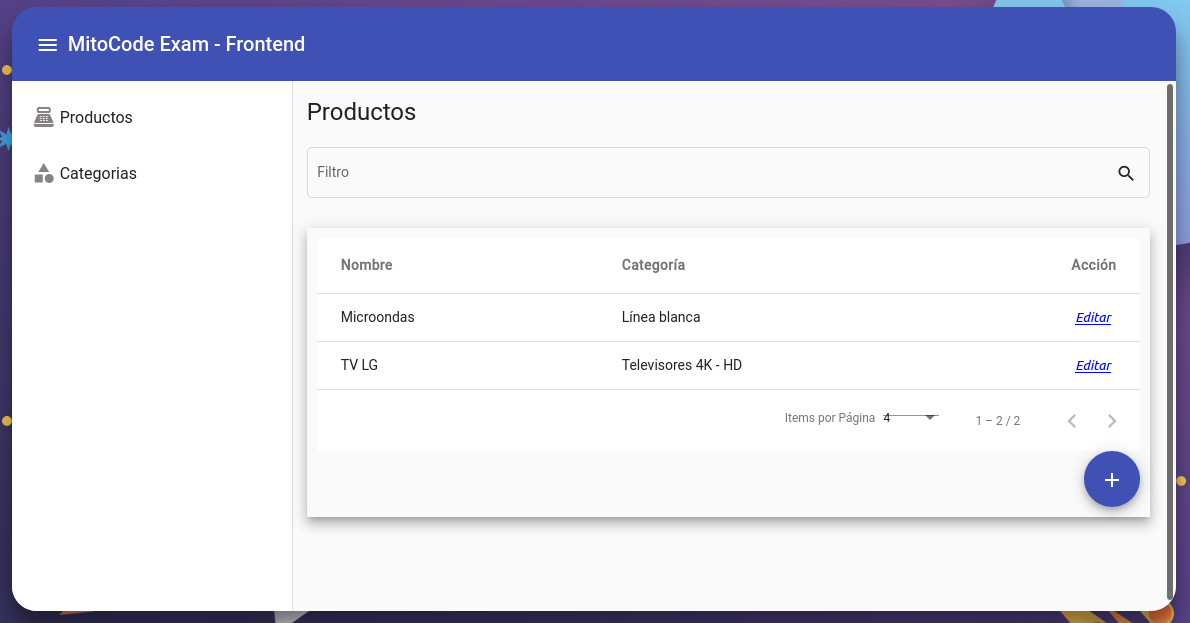 MitoCode Exam - Frontend
Productos
Categorias
Productos
Filtro
Nombre Categoría Acción
Microondas Línea blanca Editar
TV LG Televisores 4K - HD Editar
Items por Página 4 1 – 2 / 2